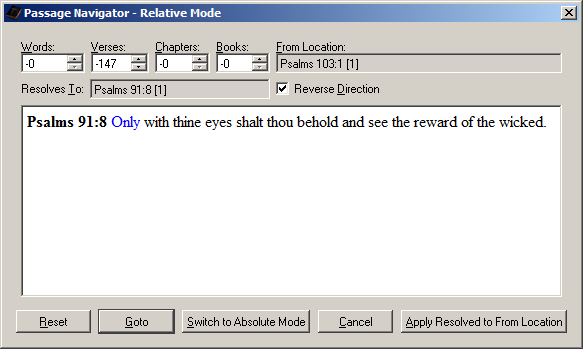 Passage Navigator - Relative Mode
Words: Verses: Chapters: Books: From Location:
-0 -147 -0 -0 Psalms 103:1 [1]
Resolves To: Psalms 91:8 [1] Reverse Direction
Psalms 91:8 Only with thine eyes shalt thou behold and see the reward of the wicked.
Reset Goto Switch to Absolute Mode Cancel Apply Resolved to From Location